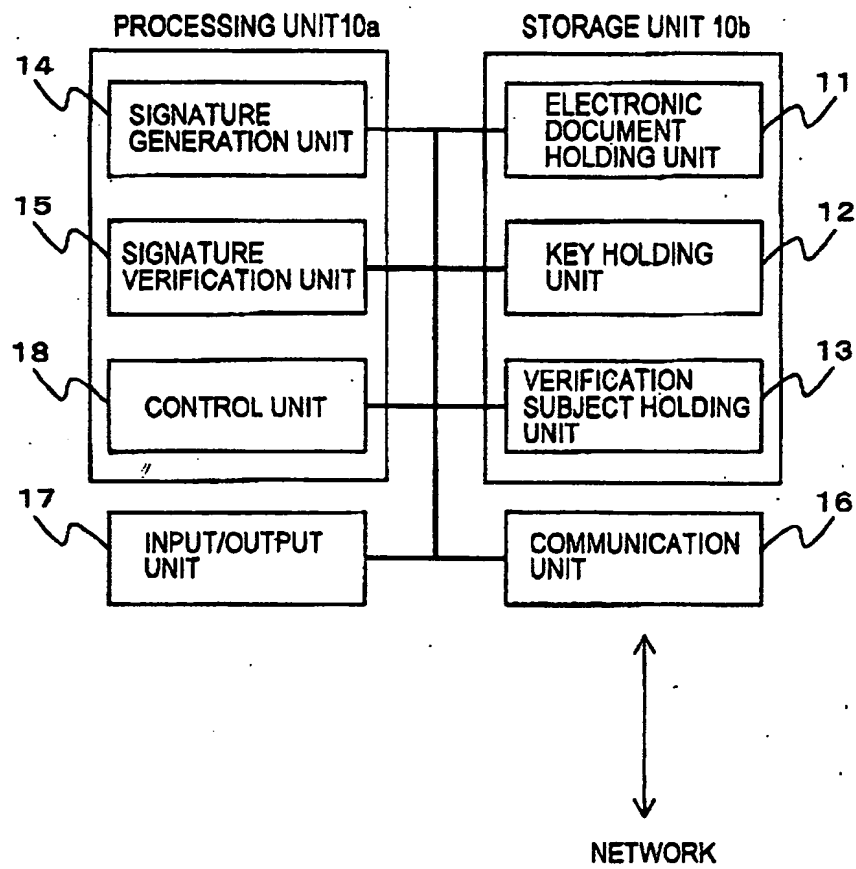 PROCESSING UNIT10a
STORAGE UNIT 10b
14
SIGNATURE
GENERATION UNIT
11
ELECTRONIC
DOCUMENT
HOLDING UNIT
15
SIGNATURE
VERIFICATION UNIT
12
KEY HOLDING
UNIT
18
CONTROL UNIT
13
VERIFICATION
SUBJECT HOLDING
UNIT
17
INPUT/OUTPUT
UNIT
16
COMMUNICATION
UNIT
NETWORK